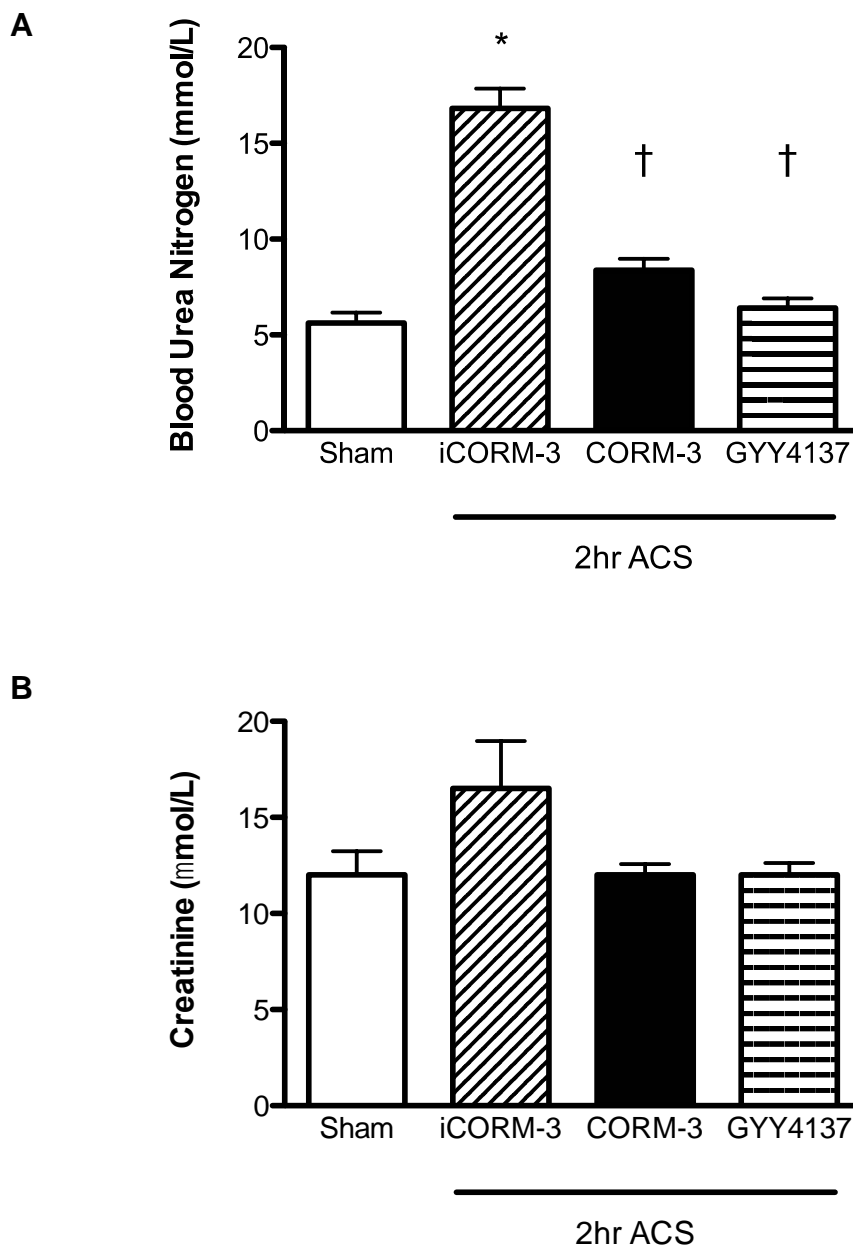 A
Blood Urea Nitrogen (mmol/L)
20
15
10
5
0
*
†
†
Sham iCORM-3 CORM-3 GYY4137
2hr ACS
B
Creatinine (mmol/L)
20
15
10
5
0
Sham iCORM-3 CORM-3 GYY4137
2hr ACS